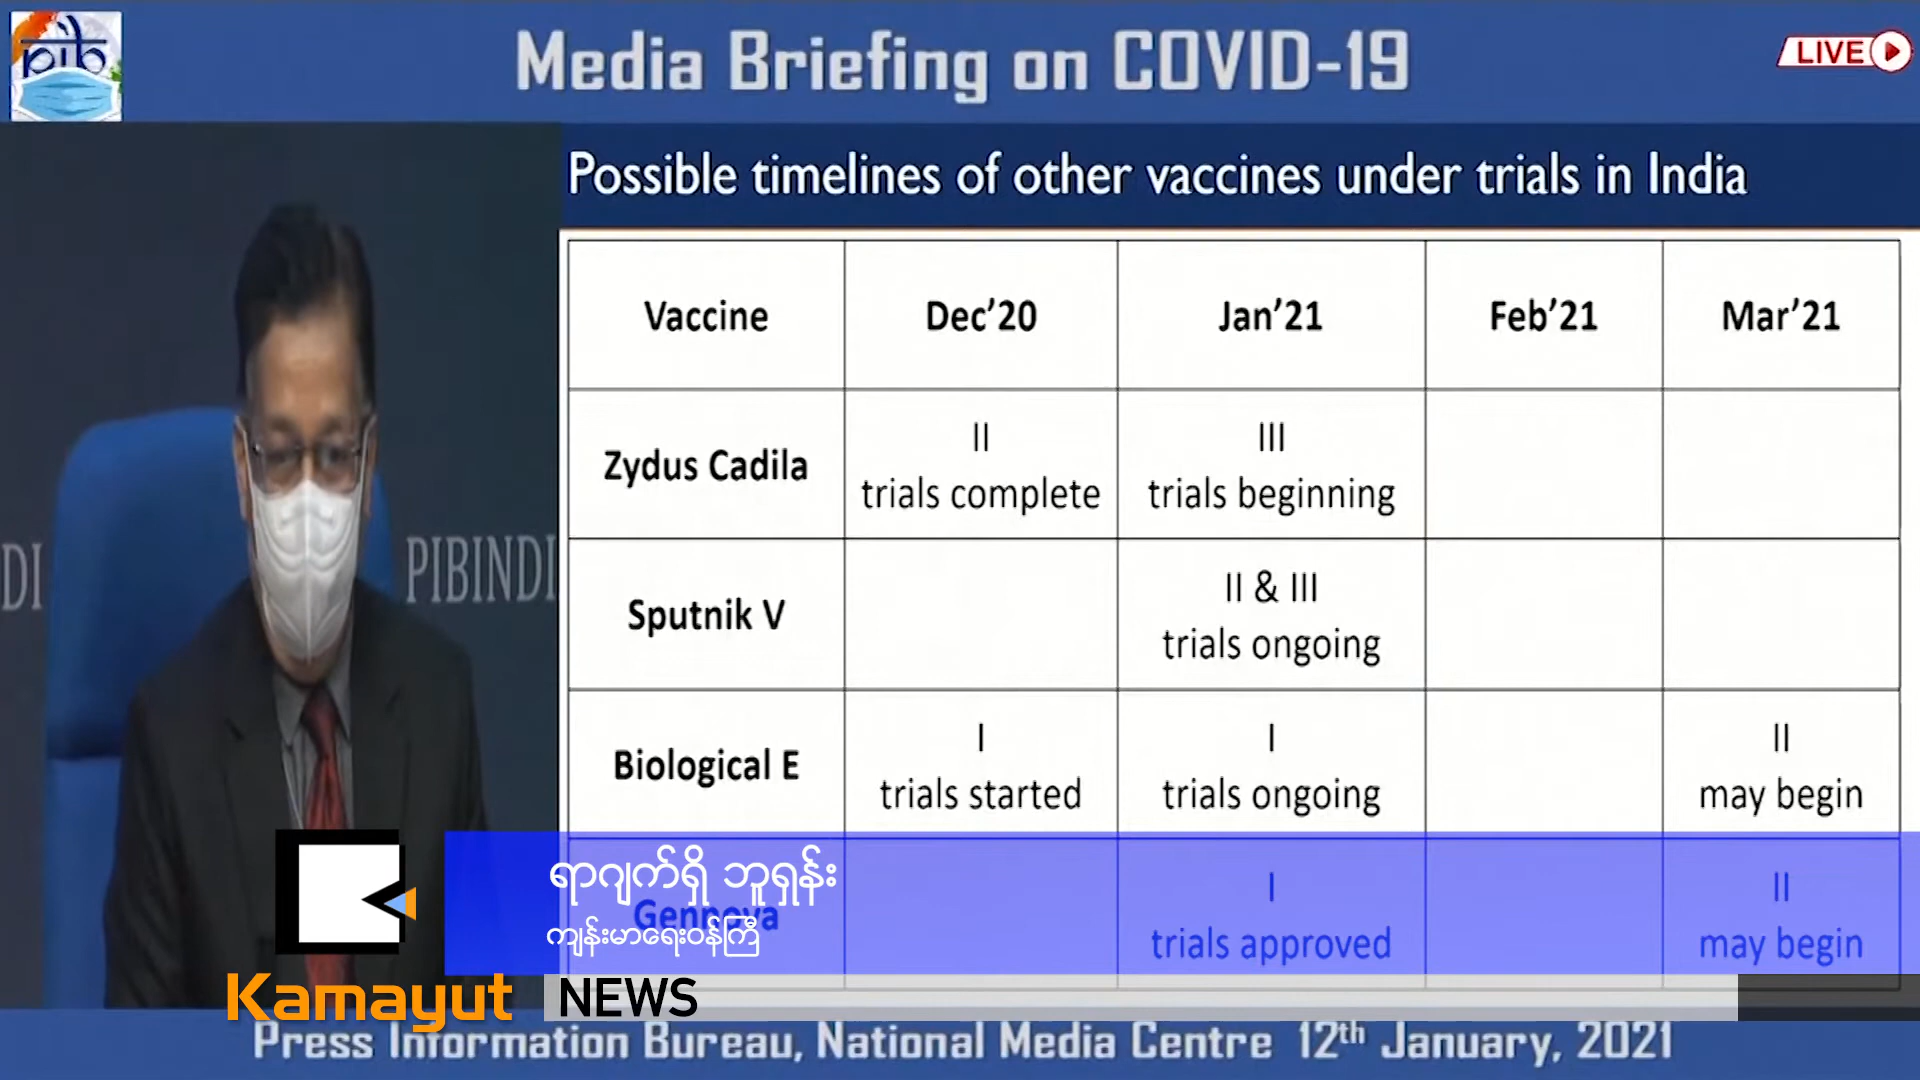 pib
Media Briefing on COVID-19
LIVE
Possible timelines of other vaccines under trials in India
Vaccine Dec’20 Jan’21 Feb’21 Mar’21
Zydus Cadila II trials complete III trials beginning
Sputnik V II & III trials ongoing
Biological E I trials started I trials ongoing II may begin
Gennova I trials approved II may begin
DI
PIBINDI
ရာဂျက်ရှိ ဘူရှန်း
ကျန်းမာရေးဝန်ကြီး
Kamayut NEWS
Press Information Bureau, National Media Centre 12th January, 2021